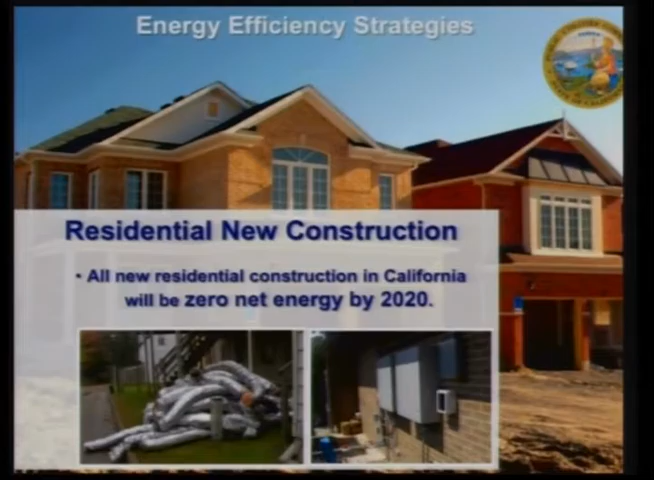 Energy Efficiency Strategies
Residential New Construction
• All new residential construction in California
will be zero net energy by 2020.